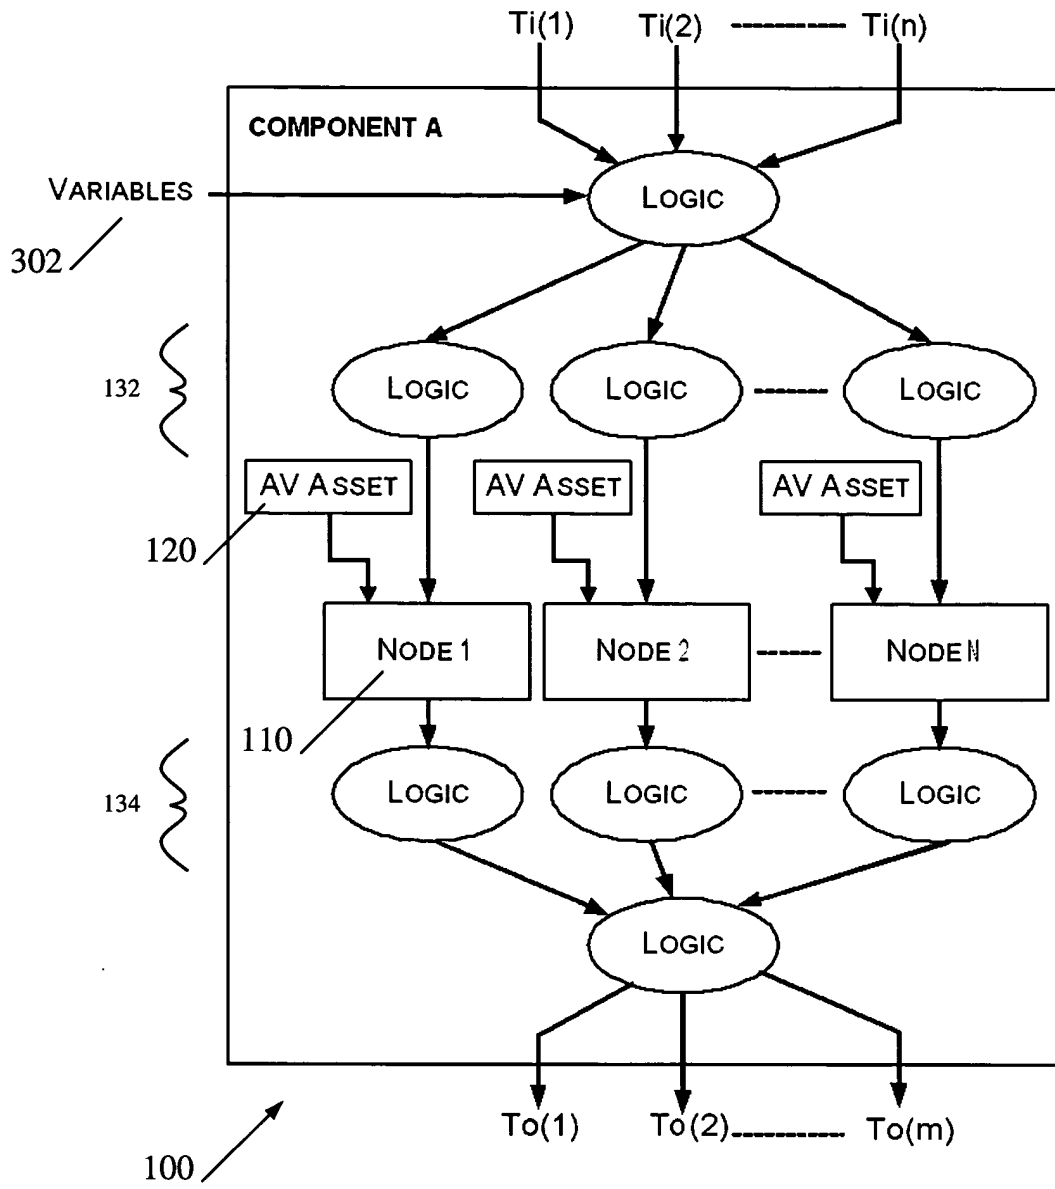 Ti(1) Ti(2) Ti(n)
COMPONENT A
VARIABLES
LOGIC
302
132
LOGIC LOGIC LOGIC
AV ASSET AV ASSET AV ASSET
120
NODE 1 NODE 2 NODE N
110
134
LOGIC LOGIC LOGIC
LOGIC
To(1) To(2) To(m)
100